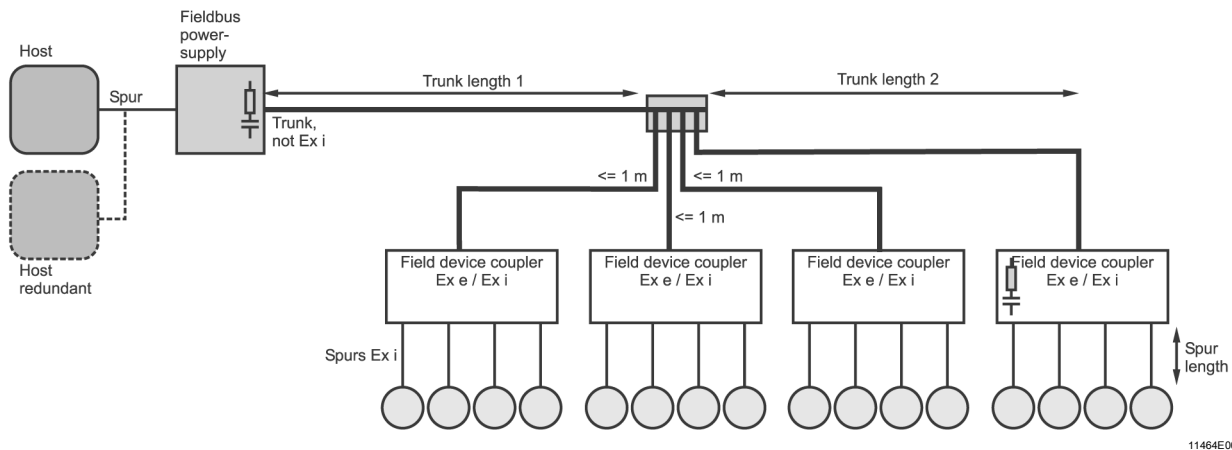 Fieldbus
power-
supply
Host
Spur
Trunk length 1
Trunk length 2
Trunk,
not Ex i
<= 1 m
<= 1 m
<= 1 m
Host
redundant
Field device coupler
Ex e / Ex i
Field device coupler
Ex e / Ex i
Field device coupler
Ex e / Ex i
Field device coupler
Ex e / Ex i
Spurs Ex i
Spur
length